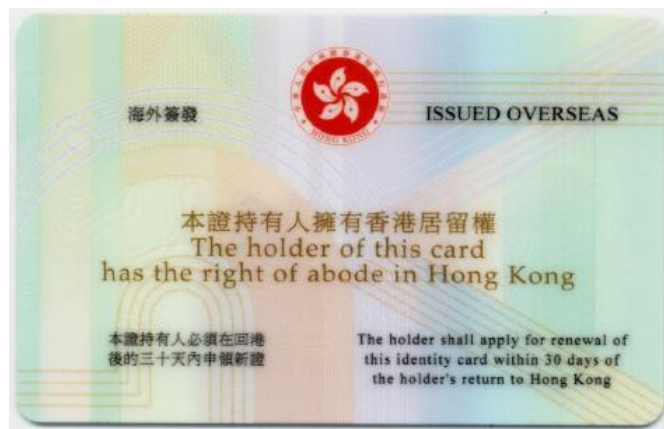 海外簽發
ISSUED OVERSEAS
HONG KONG
本證持有人擁有香港居留權
The holder of this card
has the right of abode in Hong Kong
本證持有人必須在回港
後的三十天內申領新證
The holder shall apply for renewal of
this identity card within 30 days of
the holder's return to Hong Kong